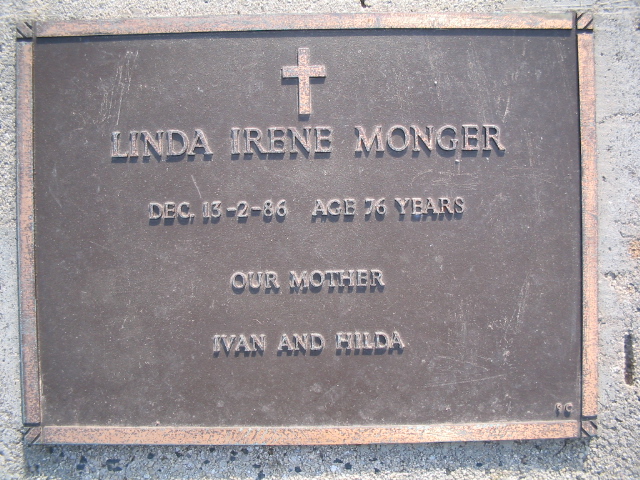 LINDA IRENE MONGER
DEC. 13-2-86 AGE 76 YEARS
OUR MOTHER
IVAN AND HILDA